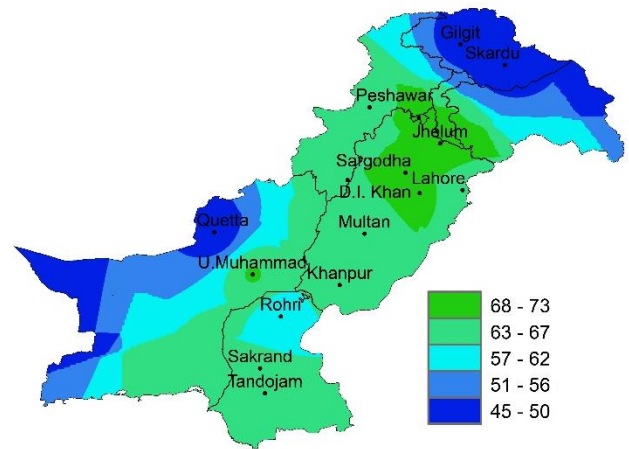 Gilgit
Skardu
Peshawar
Jhelum
Sargodha
Lahore
D.I. Khan
Quetta
Multan
U.Muhammad
Khanpur
Rohri
Sakrand
Tandojam
68 - 73
63 - 67
57 - 62
51 - 56
45 - 50